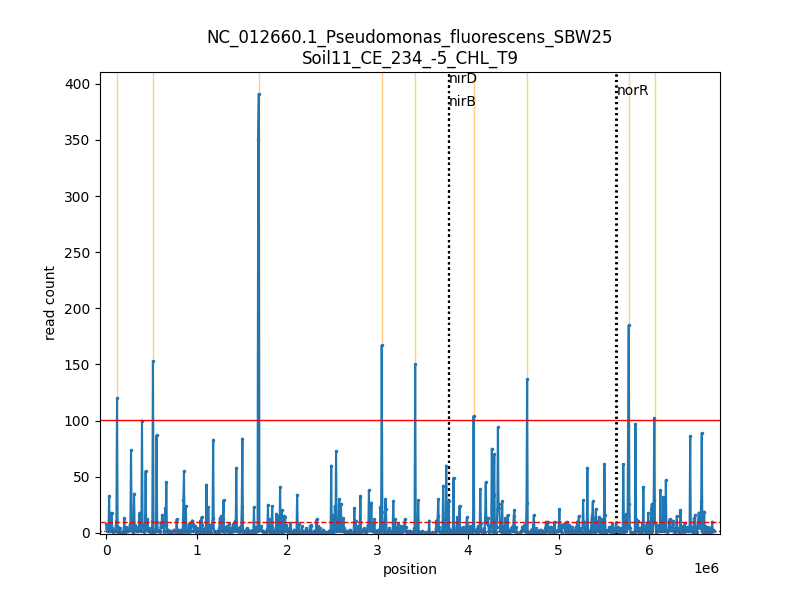 NC_012660.1_Pseudomonas_fluorescens_SBW25
Soil11_CE_234_-5_CHL_T9
400
350
300
250
200
150
100
50
0
read count
nirD
nirB
norR
0
1
2
3
4
5
6
1e6
position